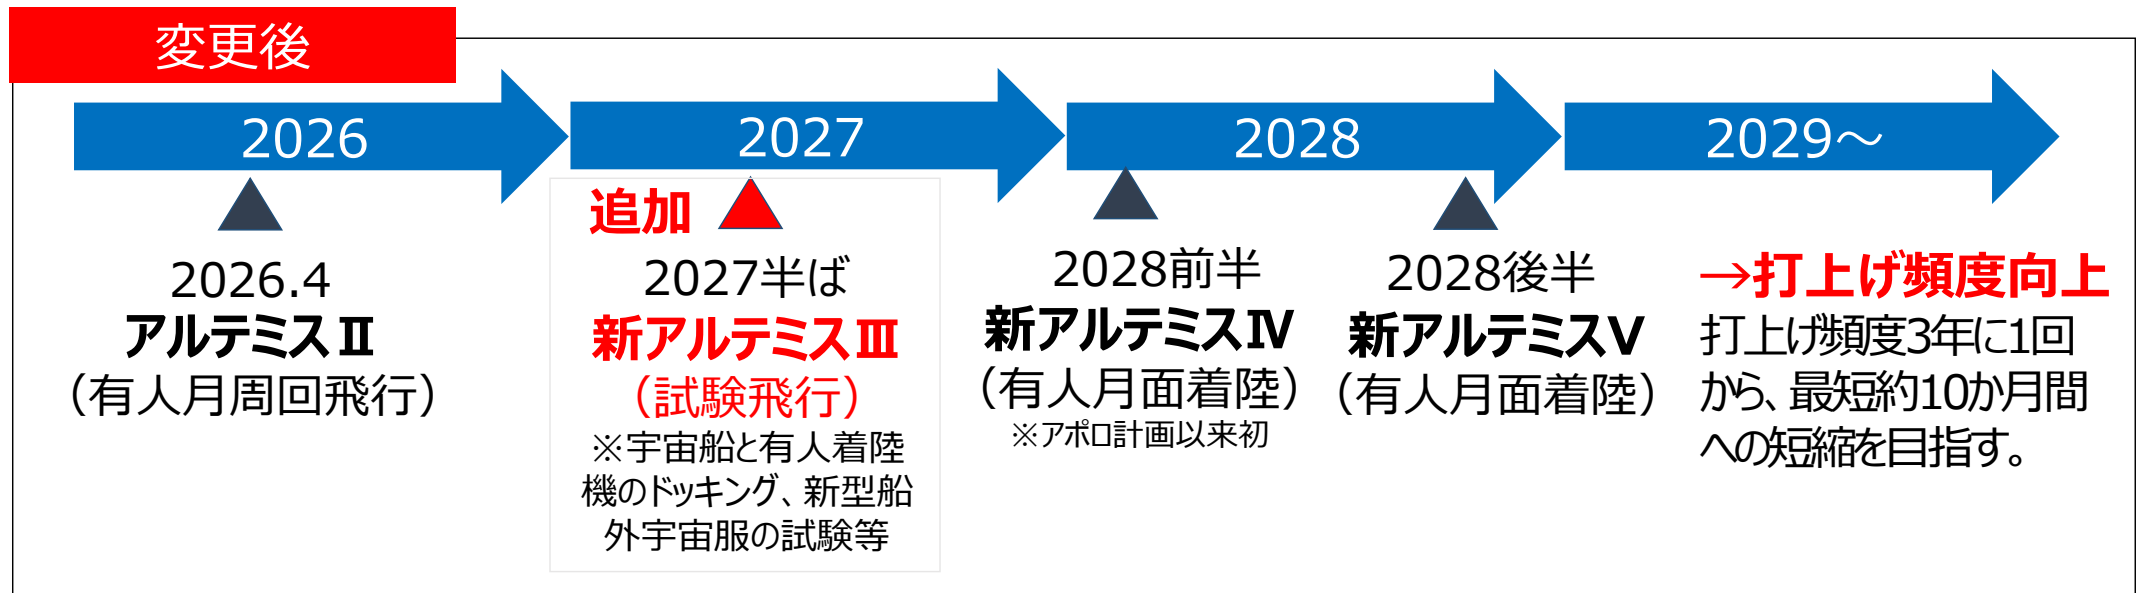 変更後
2026
2027
2028
2029～
追加
2026.4
アルテミスⅡ
（有人月周回飛行）
2027半ば
新アルテミスⅢ
（試験飛行）
※宇宙船と有人着陸
機のドッキング、新型船
外宇宙服の試験等
2028前半
新アルテミスⅣ
（有人月面着陸）
※アポロ計画以来初
2028後半
新アルテミスⅤ
（有人月面着陸）
→打上げ頻度向上
打上げ頻度3年に1回
から、最短約10か月間
への短縮を目指す。